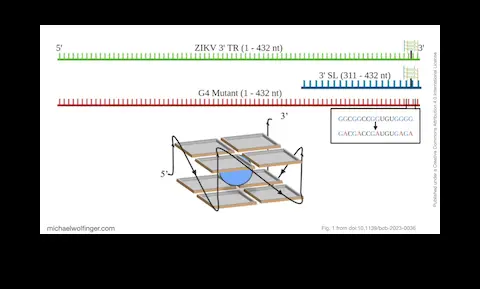 5'
ZIKV 3' TR (1 - 432 nt)
3'
3' SL (311 - 432 nt)
G4 Mutant (1 - 432 nt)
GGCGGCCGGUGUGGGG
GACGACCGAUGUGAGA
3'
5'
michaelwolfinger.com
Fig. 1 from doi:10.1139/bcb-2023-0036
Published under a Creative Commons Attribution 4.0 International License